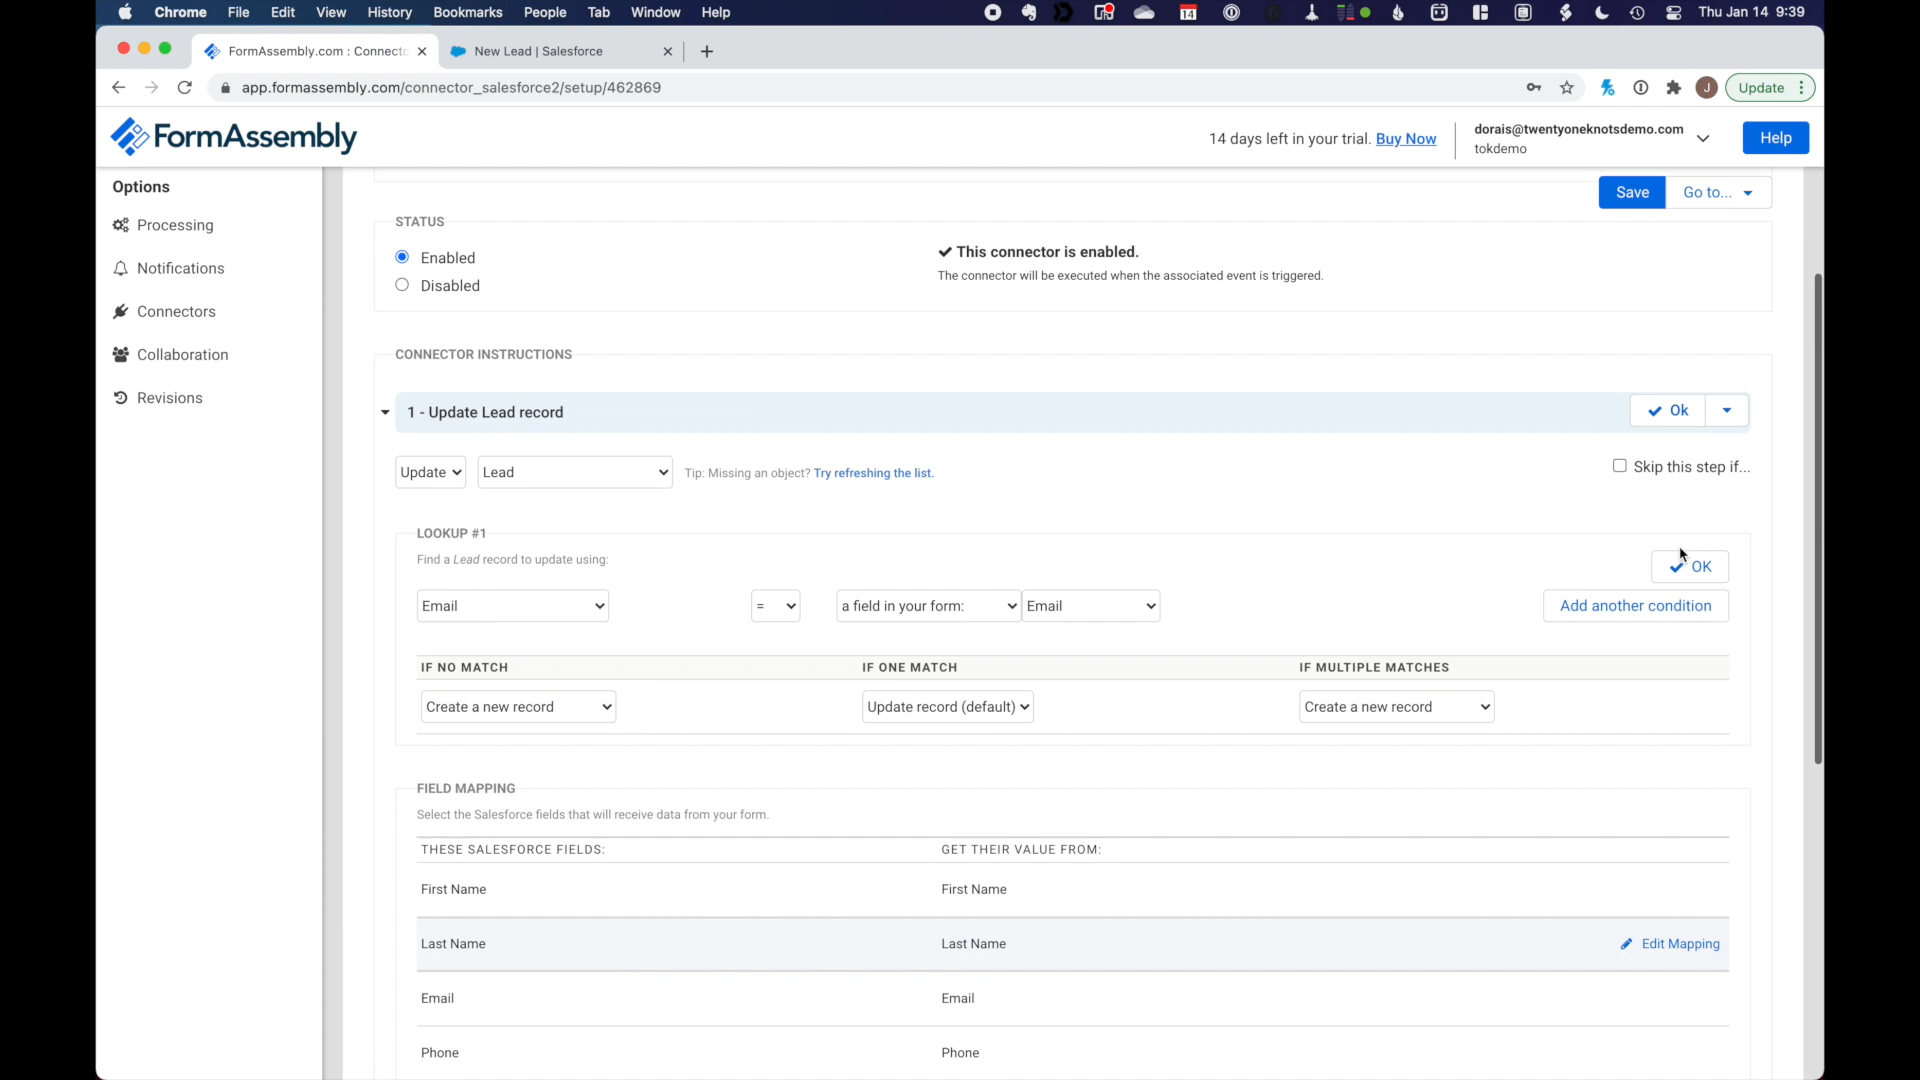 Chrome File Edit View History Bookmarks People Tab Window Help 14 Thu Jan 14 9:39
FormAssembly.com : Connect New Lead | Salesforce
app.formassembly.com/connector_salesforce2/setup/462869 J Update
FormAssembly 14 days left in your trial. Buy Now dorais@twentyoneknotsdemo.com Help
tokdemo
Options
Processing
Notifications
Connectors
Collaboration
Revisions
Save Go to...
STATUS
Enabled This connector is enabled.
Disabled The connector will be executed when the associated event is triggered.
CONNECTOR INSTRUCTIONS
1 - Update Lead record Ok
Update Lead Tip: Missing an object? Try refreshing the list. Skip this step if...
LOOKUP #1
Find a Lead record to update using: OK
Email = a field in your form: Email Add another condition
IF NO MATCH IF ONE MATCH IF MULTIPLE MATCHES
Create a new record Update record (default) Create a new record
FIELD MAPPING
Select the Salesforce fields that will receive data from your form.
THESE SALESFORCE FIELDS: GET THEIR VALUE FROM:
First Name First Name
Last Name Last Name Edit Mapping
Email Email
Phone Phone